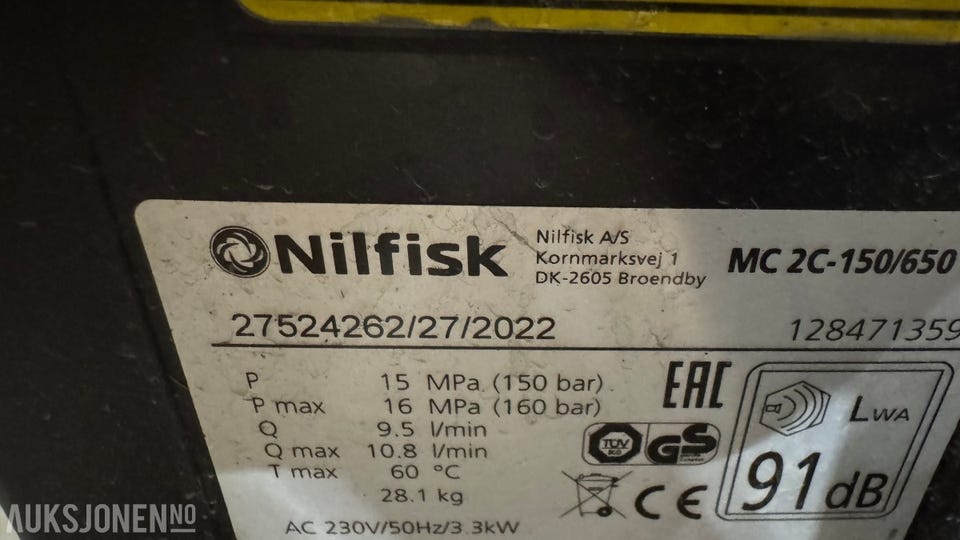 Nilfisk
Nilfisk A/S
Kornmarksvej 1
DK-2605 Broendby
MC 2C-150/650
27524262/27/2022
128471359
P 15 MPa (150 bar)
P max 16 MPa (160 bar)
Q 9.5 l/min
Q max 10.8 l/min
T max 60 °C
28.1 kg
AC 230V/50Hz/3.3kW
EAC
TÜV
GS
CE
LWA
91 dB
AUKSJONEN.NO